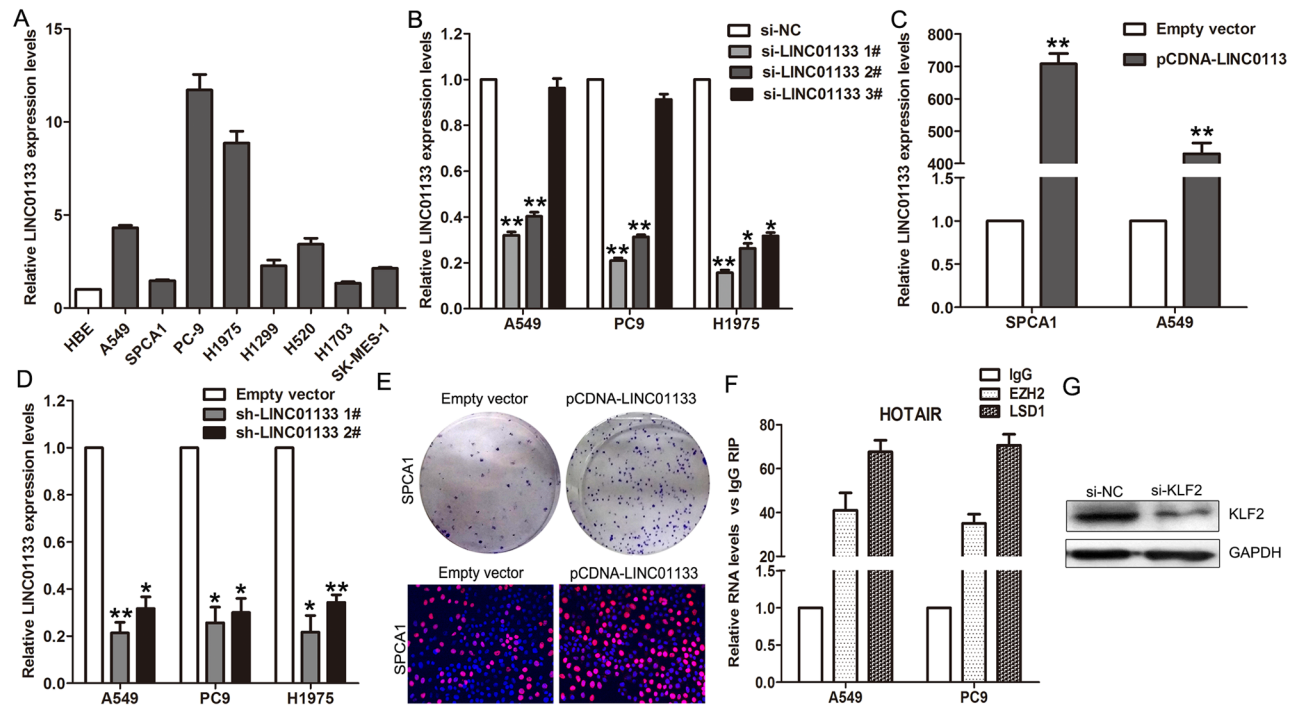 A
Relative LINC01133 expression levels
15
10
5
0
HBE
A549
SPCA1
PC-9
H1975
H1299
H520
H1703
SK-MES-1
B
si-NC
si-LINC01133 1#
si-LINC01133 2#
si-LINC01133 3#
Relative LINC01133 expression levels
1.2
1.0
0.8
0.6
0.4
0.2
0.0
** ** ** ** ** * *
A549 PC9 H1975
C
Empty vector
pCDNA-LINC0113
Relative LINC01133 expression levels
800
700
600
500
400
1.5
1.0
0.5
0.0
** **
SPCA1 A549
D
Empty vector
sh-LINC01133 1#
sh-LINC01133 2#
Relative LINC01133 expression levels
1.2
1.0
0.8
0.6
0.4
0.2
0.0
** * * * * **
A549 PC9 H1975
E
Empty vector pCDNA-LINC01133
SPCA1
Empty vector pCDNA-LINC01133
SPCA1
F
IgG
EZH2
LSD1
HOTAIR
Relative RNA levels vs IgG RIP
80
60
40
20
1.5
1.0
0.5
0.0
A549 PC9
G
si-NC si-KLF2
KLF2
GAPDH